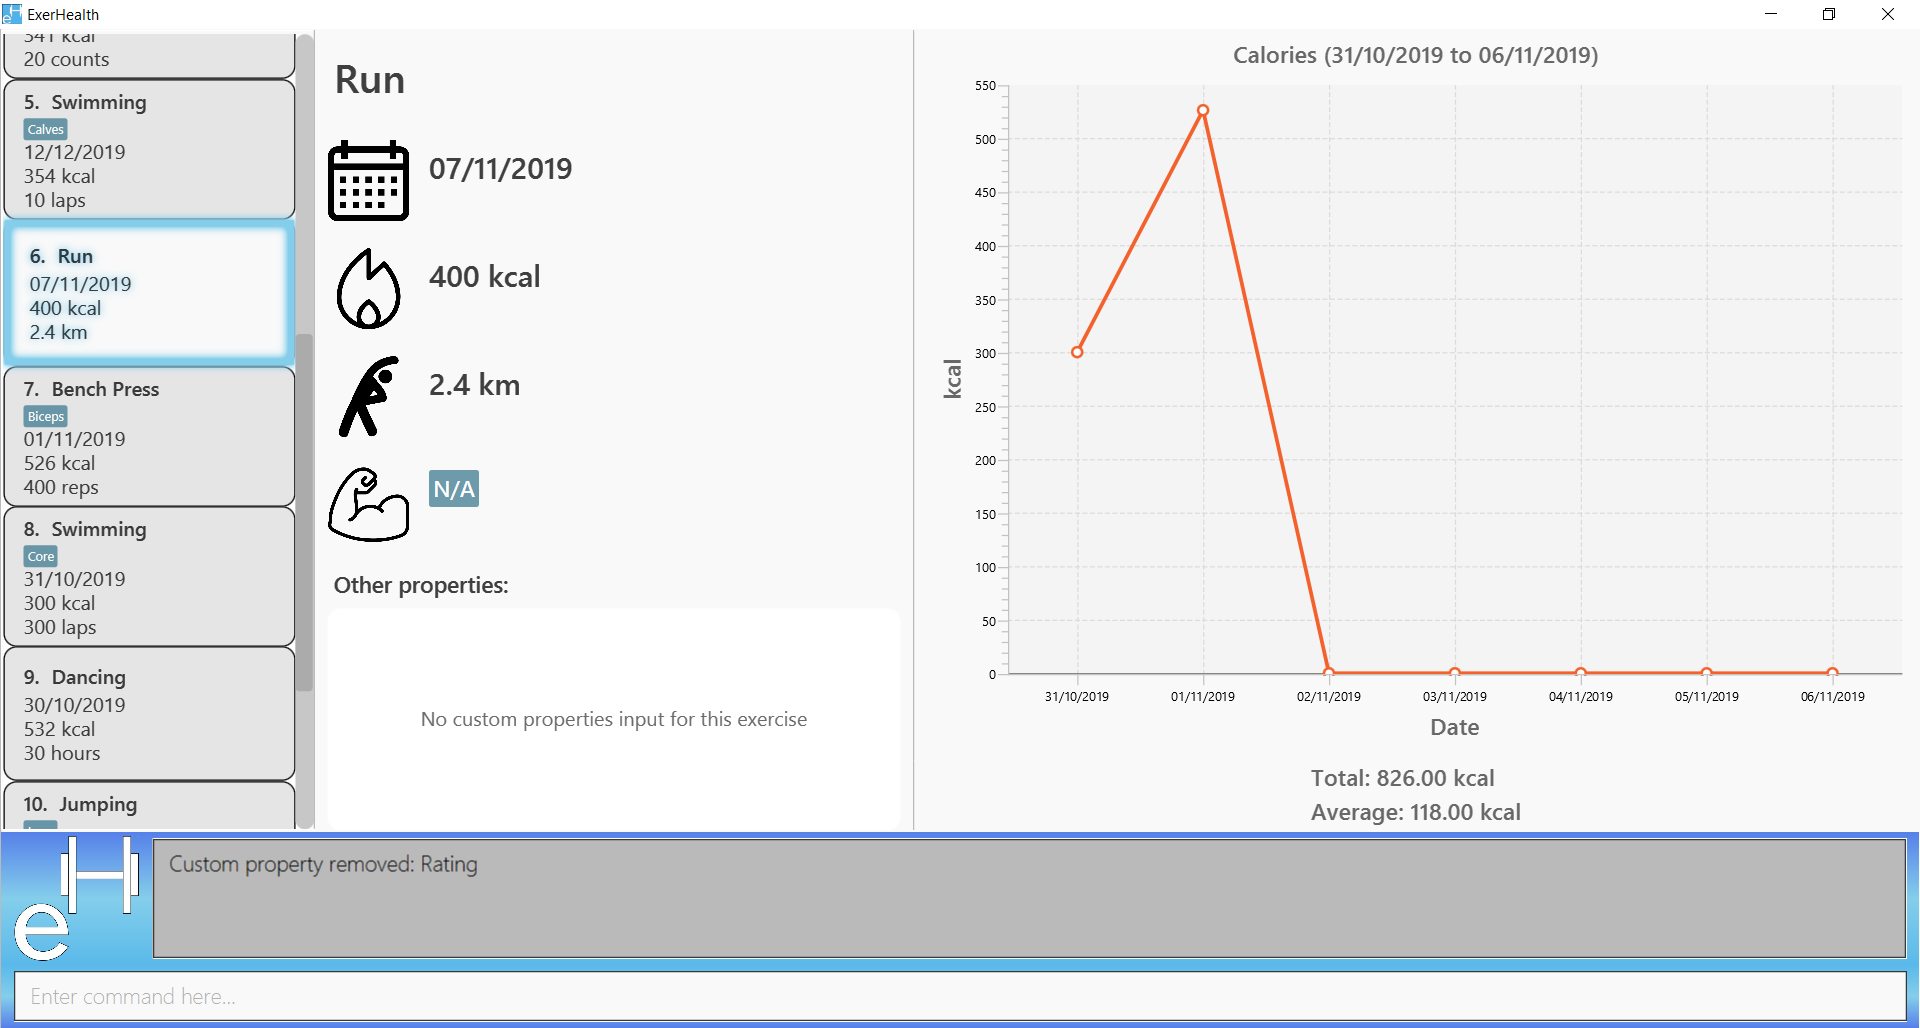 ExerHealth
341 kcal
20 counts
5. Swimming
Calves
12/12/2019
354 kcal
10 laps
6. Run
07/11/2019
400 kcal
2.4 km
7. Bench Press
Biceps
01/11/2019
526 kcal
400 reps
8. Swimming
Core
31/10/2019
300 kcal
300 laps
9. Dancing
30/10/2019
532 kcal
30 hours
10. Jumping
Run
07/11/2019
400 kcal
2.4 km
N/A
Other properties:
No custom properties input for this exercise
Calories (31/10/2019 to 06/11/2019)
550
500
450
400
350
300
250
200
150
100
50
0
kcal
31/10/2019 01/11/2019 02/11/2019 03/11/2019 04/11/2019 05/11/2019 06/11/2019
Date
Total: 826.00 kcal
Average: 118.00 kcal
eH
Custom property removed: Rating
Enter command here...